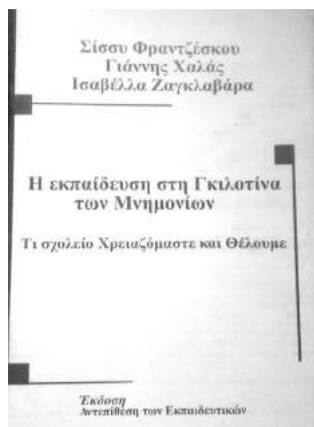 Σίσσυ Φραντζέσκου
Γιάννης Χαλάς
Ισαβέλλα Ζαγκλαβάρα
Η εκπαίδευση στη Γκιλοτίνα
των Μνημονίων
Τι σχολείο Χρειαζόμαστε και Θέλουμε
Έκδοση
Αντεπίθεση των Εκπαιδευτικών